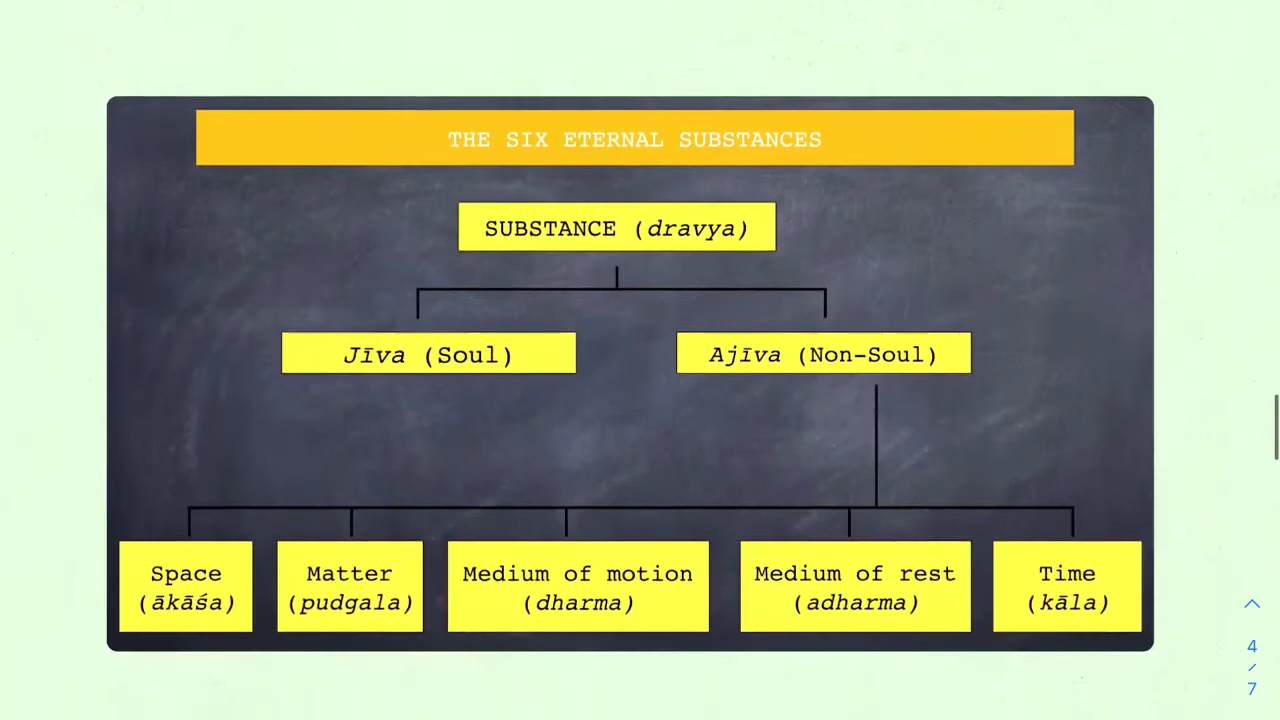 THE SIX ETERNAL SUBSTANCES
SUBSTANCE (dravya)
Jīva (Soul)
Ajīva (Non-Soul)
Space
(ākāśa)
Matter
(pudgala)
Medium of motion
(dharma)
Medium of rest
(adharma)
Time
(kāla)
4
/
7